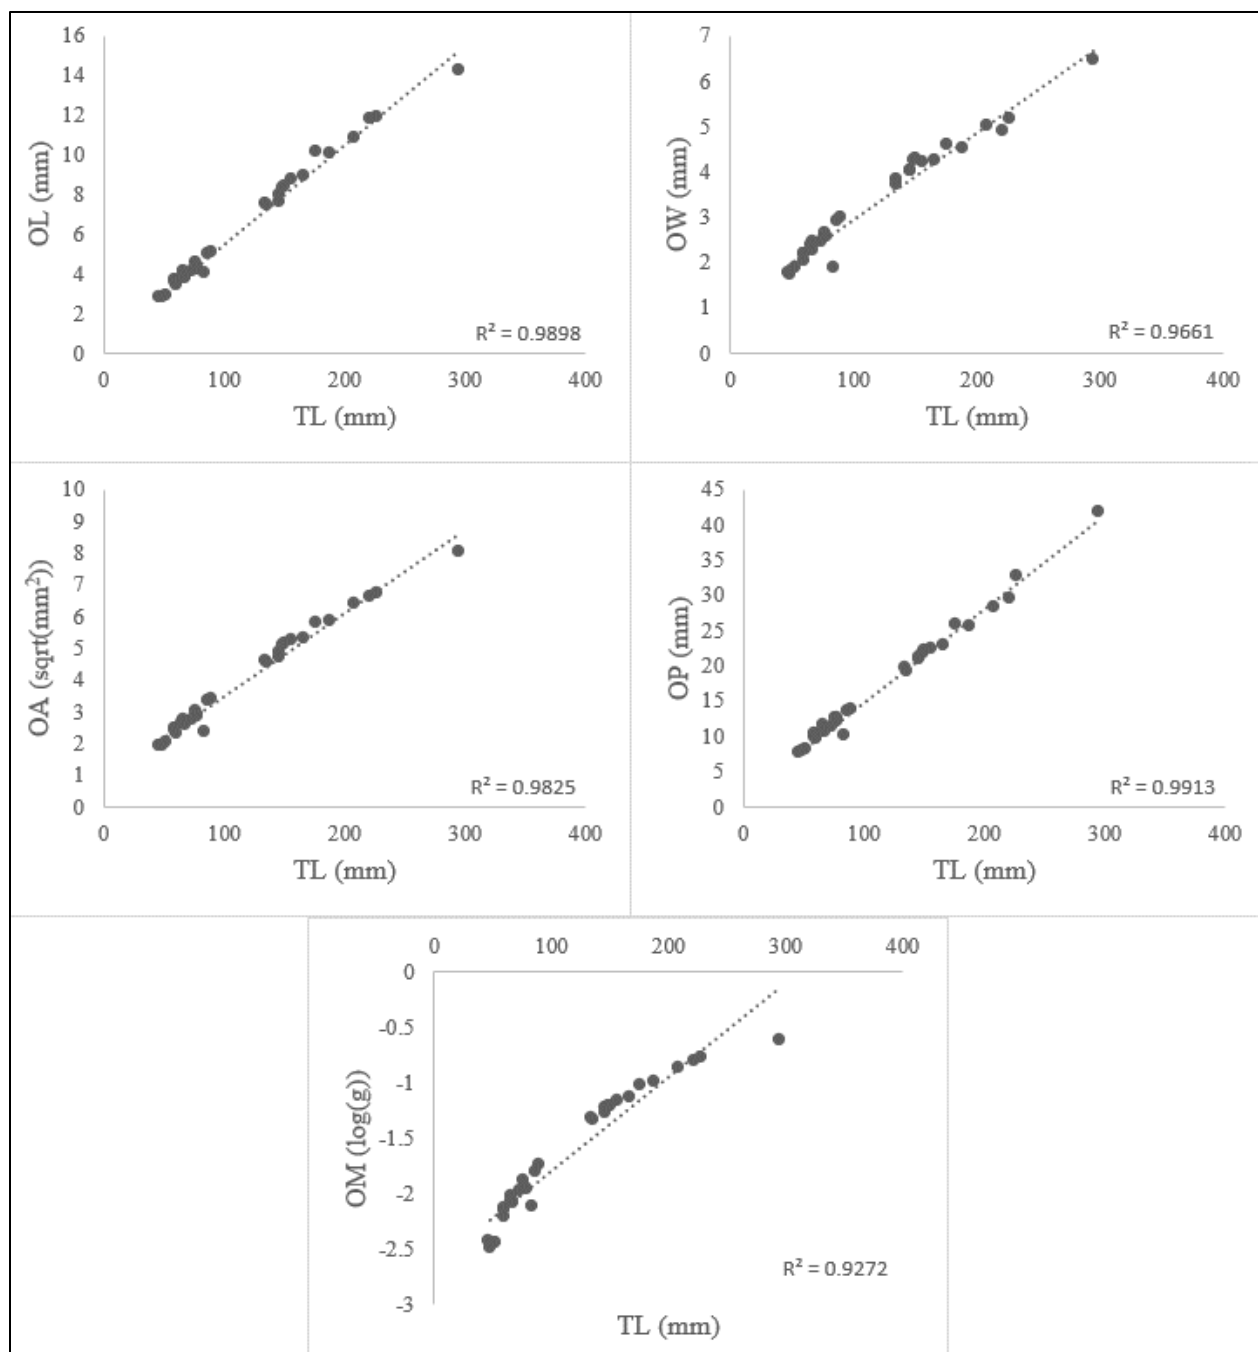 16
14
12
10
8
6
4
2
0
OL (mm)
R² = 0.9898
0 100 200 300 400
TL (mm)
7
6
5
4
3
2
1
0
OW (mm)
R² = 0.9661
0 100 200 300 400
TL (mm)
10
9
8
7
6
5
4
3
2
1
0
OA (sqrt(mm²))
R² = 0.9825
0 100 200 300 400
TL (mm)
45
40
35
30
25
20
15
10
5
0
OP (mm)
R² = 0.9913
0 100 200 300 400
TL (mm)
0 100 200 300 400
0
-0.5
-1
-1.5
-2
-2.5
-3
OM (log(g))
R² = 0.9272
TL (mm)